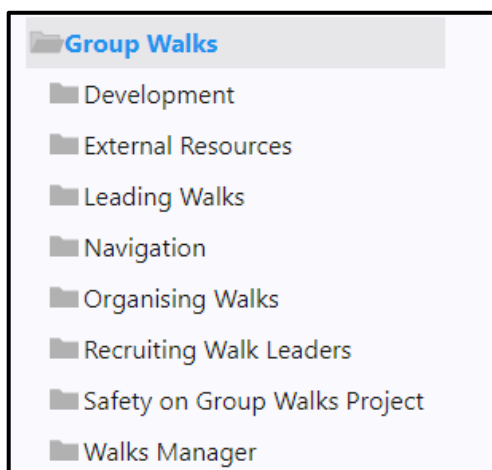 Group Walks
Development
External Resources
Leading Walks
Navigation
Organising Walks
Recruiting Walk Leaders
Safety on Group Walks Project
Walks Manager